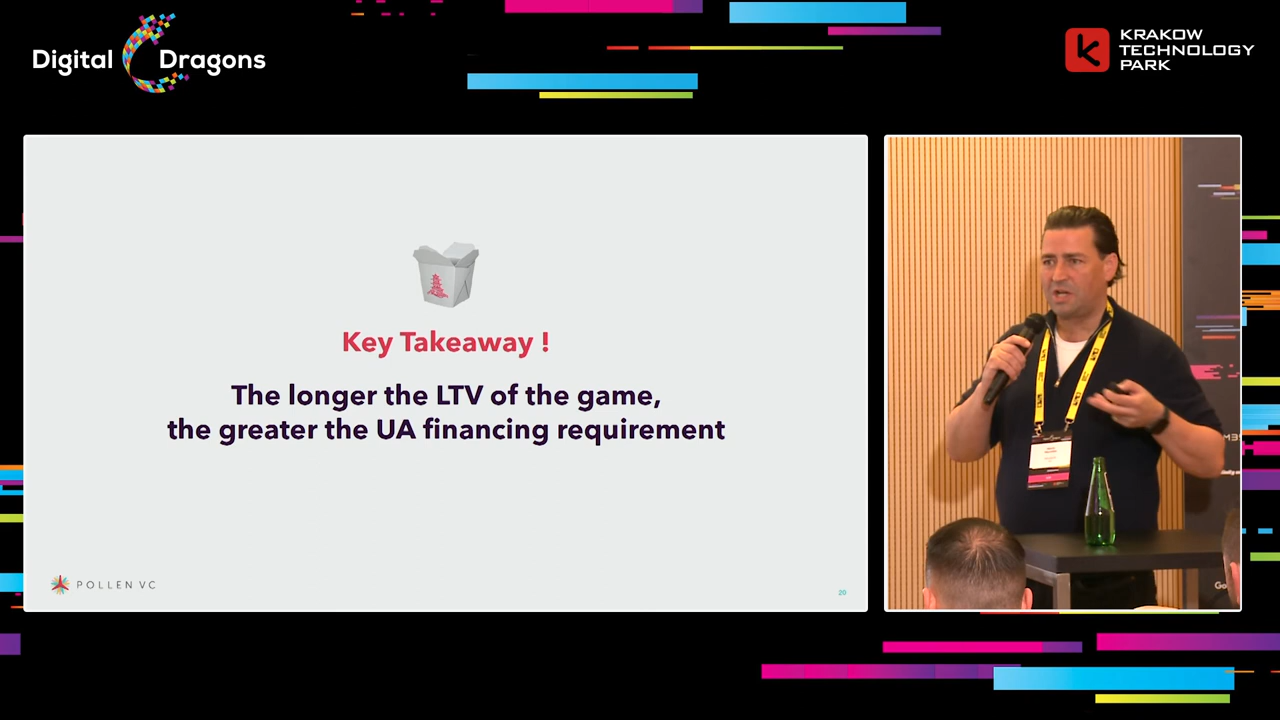 Digital Dragons
KRAKOW
TECHNOLOGY
PARK
Key Takeaway !
The longer the LTV of the game,
the greater the UA financing requirement
POLLEN VC
20